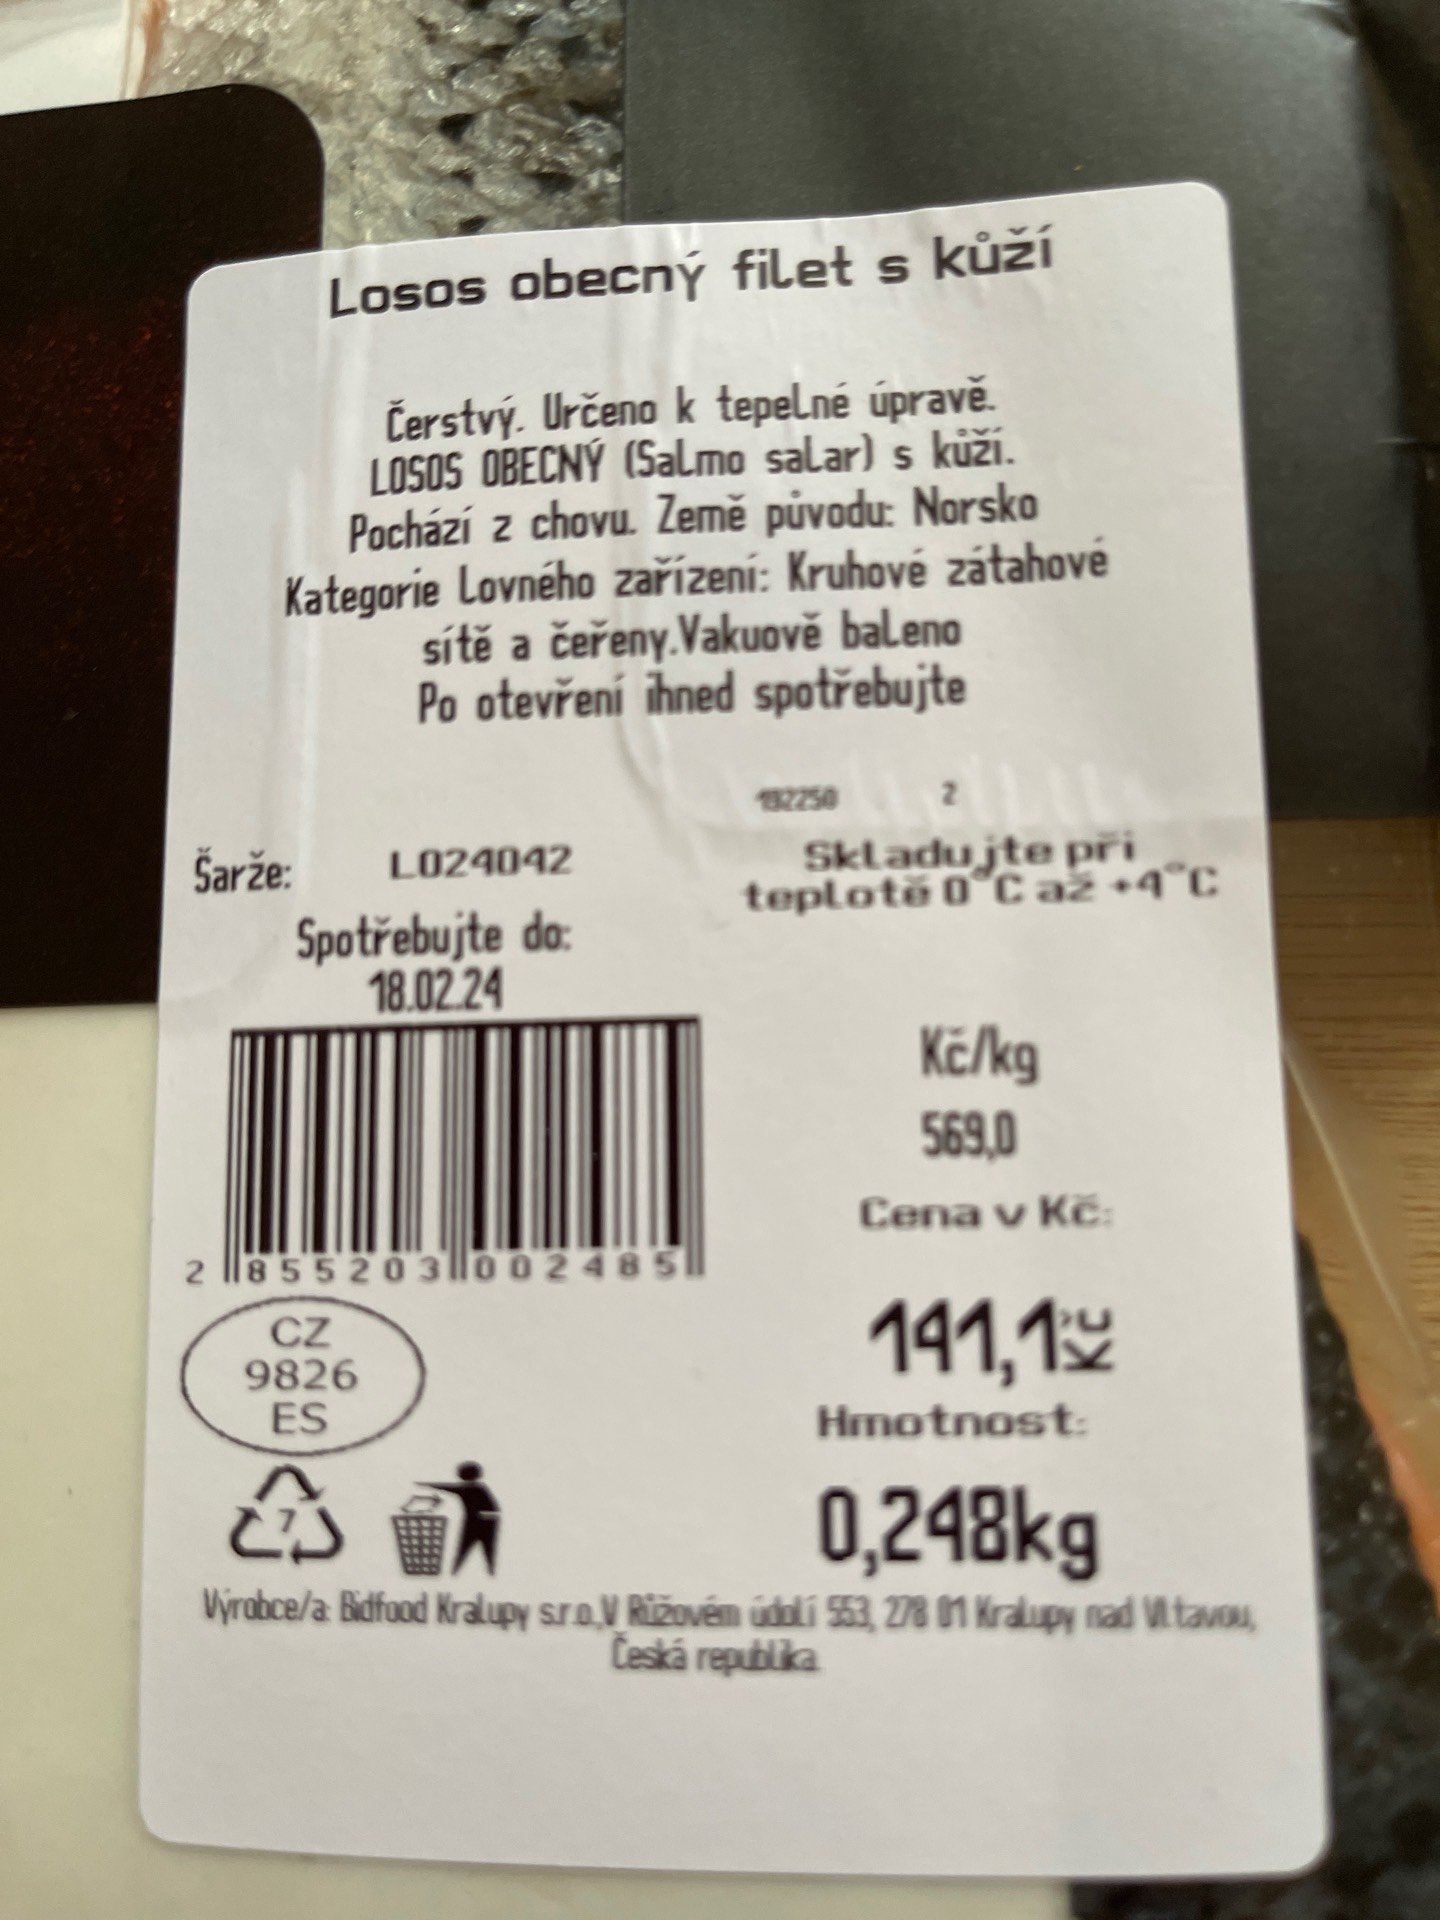 Losos obecný filet s kůží
Čerstvý. Určeno k tepelné úpravě.
LOSOS OBECNÝ (Salmo salar) s kůží.
Pochází z chovu. Země původu: Norsko
Kategorie Lovného zařízení: Kruhové zátahové
sítě a čeřeny.Vakuově baleno
Po otevření ihned spotřebujte
192250 2
Šarže: L024042
Skladujte při
teplotě 0°C až +4°C
Spotřebujte do:
18.02.24
2 855203 002485
Kč/kg
569,0
Cena v Kč:
141,1Kč
Hmotnost:
0,248kg
CZ
9826
ES
7
Výrobce/a: Bidfood Kralupy s.r.o.,V Růžovém údolí 553, 278 01 Kralupy nad Vltavou,
Česká republika